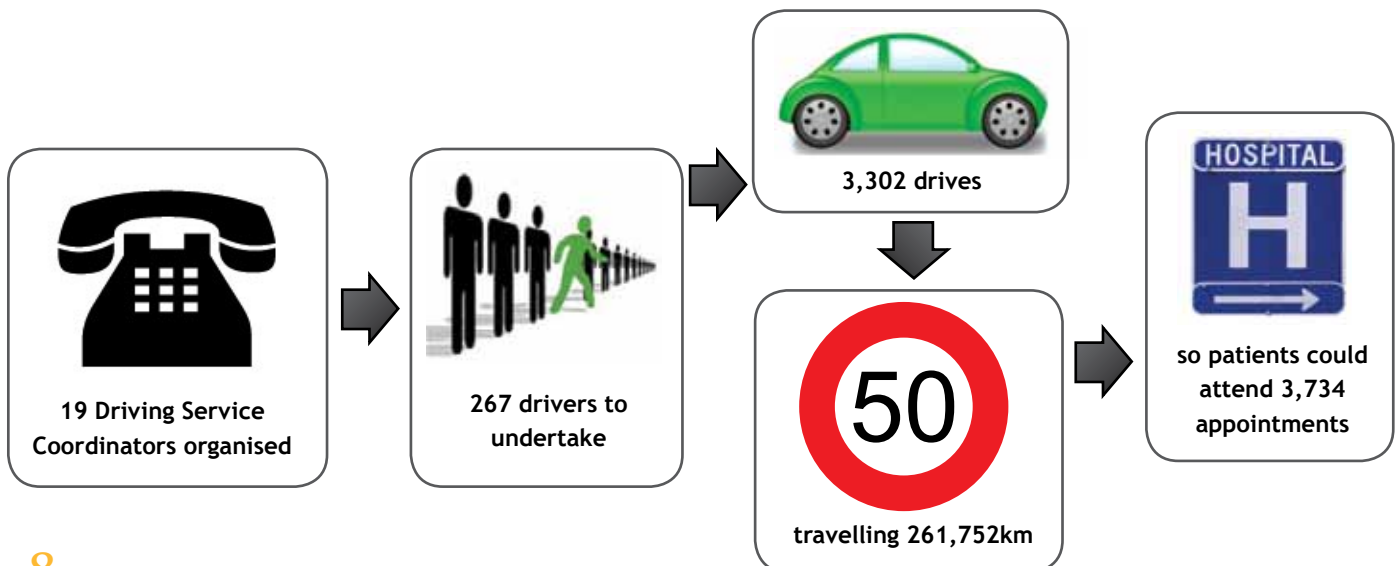 19 Driving Service
Coordinators organised
267 drivers to
undertake
3,302 drives
50
travelling 261,752km
HOSPITAL
H
so patients could
attend 3,734
appointments
8